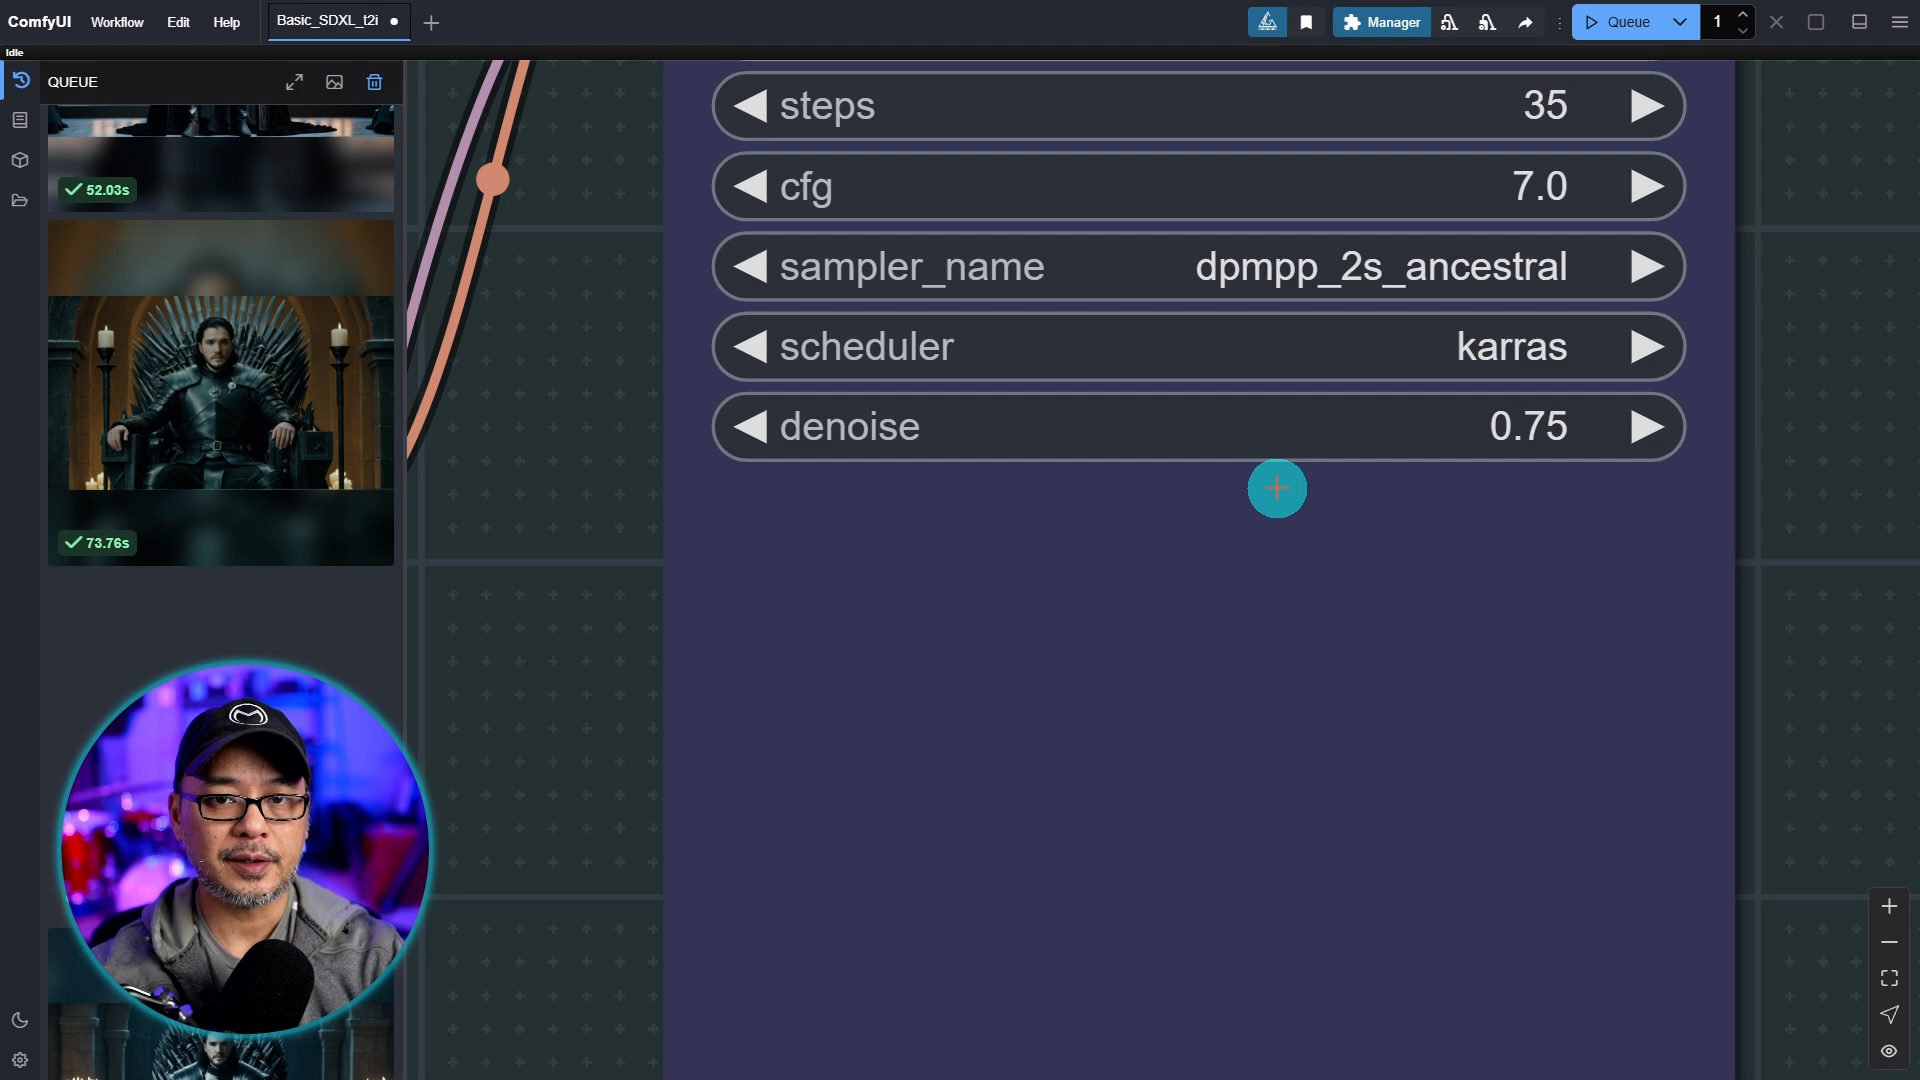 ComfyUI Workflow Edit Help Basic_SDXL_t2i Manager Queue 1
Idle
QUEUE
52.03s
73.76s
steps 35
cfg 7.0
sampler_name dpmpp_2s_ancestral
scheduler karras
denoise 0.75